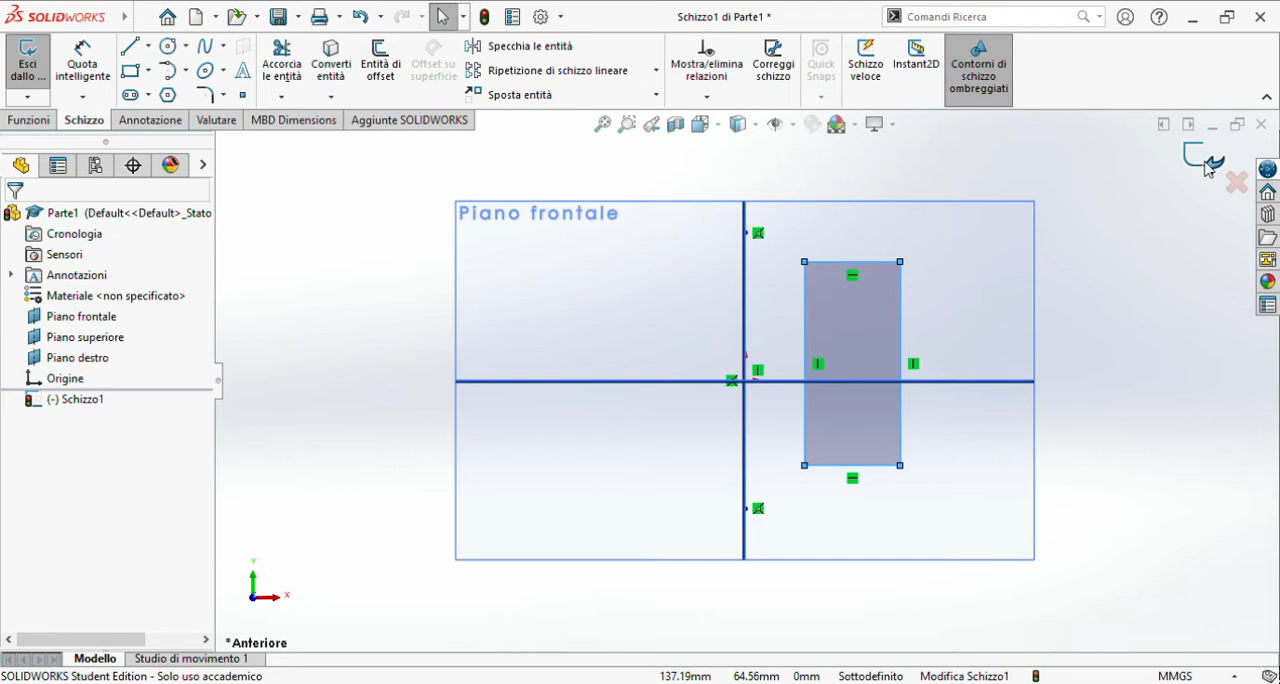 SOLIDWORKS
Schizzo1 di Parte1 *
Comandi Ricerca
Esci dallo ...
Quota intelligente
Accorcia le entità
Converti entità
Entità di offset
Offset su superficie
Specchia le entità
Ripetizione di schizzo lineare
Sposta entità
Mostra/elimina relazioni
Correggi schizzo
Quick Snaps
Schizzo veloce
Instant2D
Contorni di schizzo ombreggiati
Funzioni
Schizzo
Annotazione
Valutare
MBD Dimensions
Aggiunte SOLIDWORKS
Parte1 (Default<<Default>_Stato
Cronologia
Sensori
Annotazioni
Materiale <non specificato>
Piano frontale
Piano superiore
Piano destro
Origine
(-) Schizzo1
Piano frontale
Y
X
*Anteriore
Modello
Studio di movimento 1
SOLIDWORKS Student Edition - Solo uso accademico
137.19mm
64.56mm
0mm
Sottodefinito
Modifica Schizzo1
MMGS